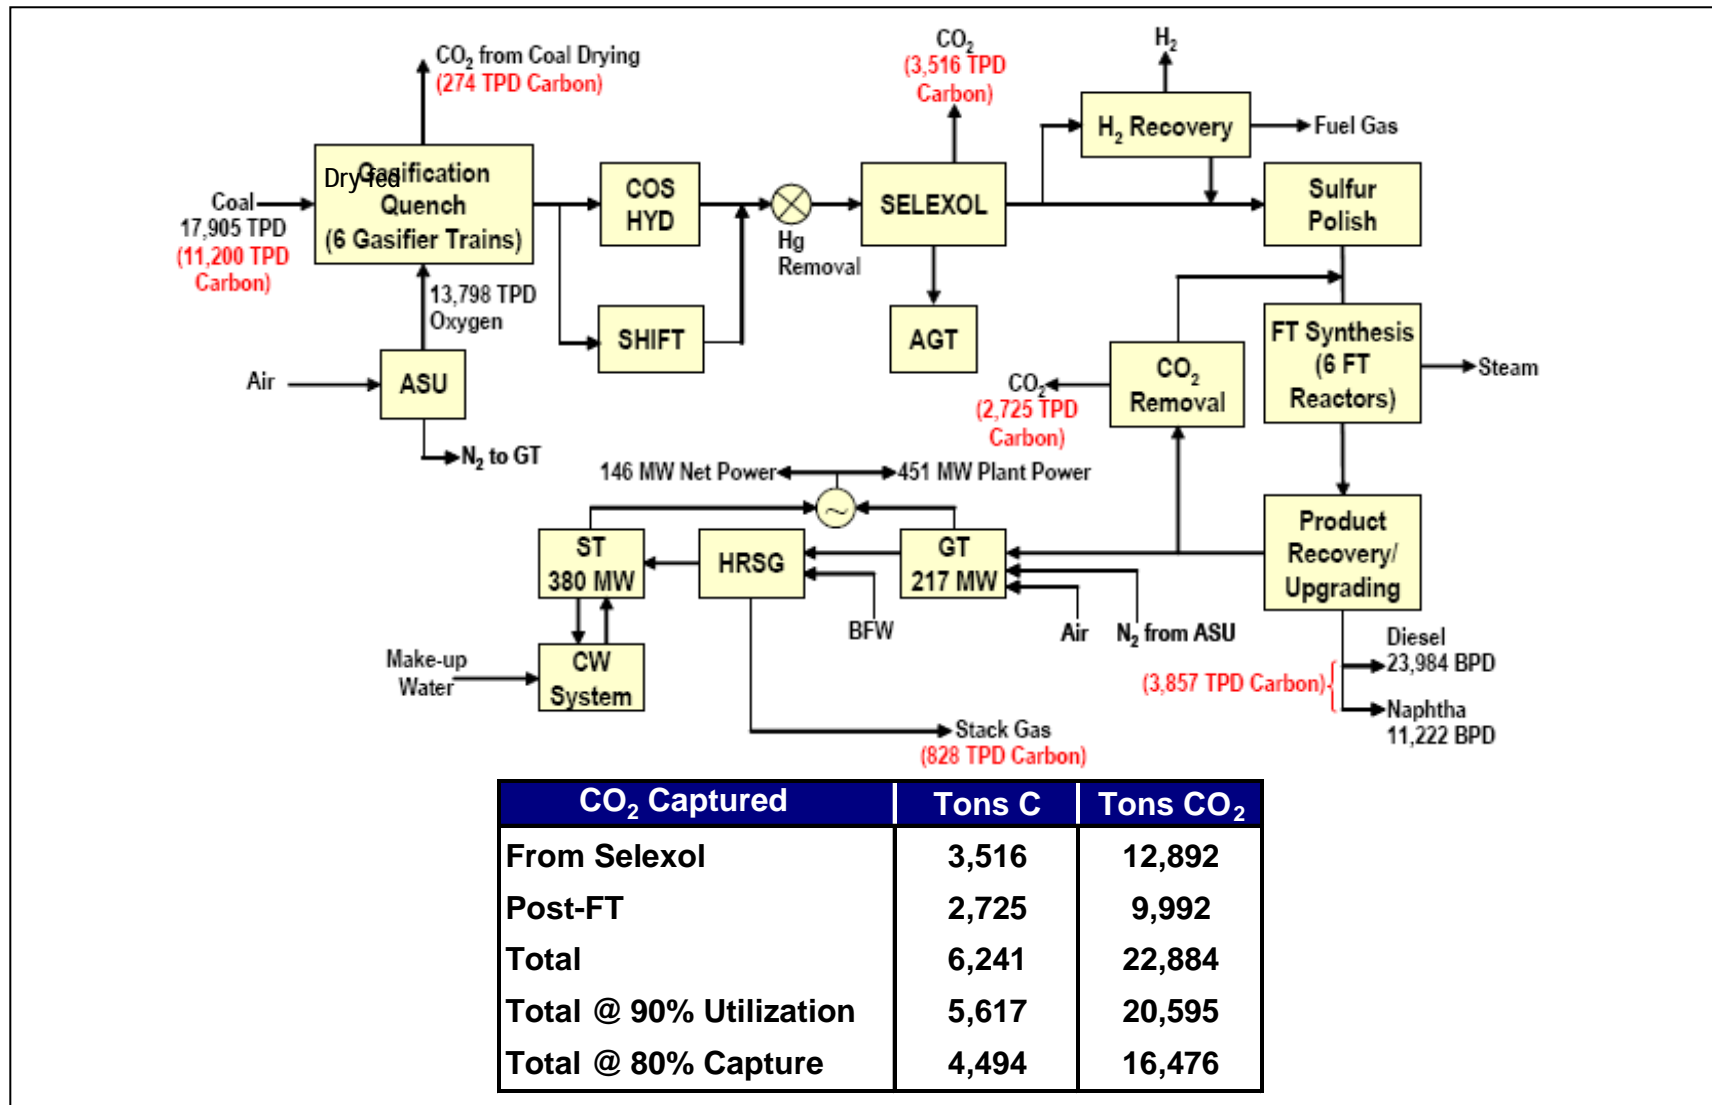 CO2 from Coal Drying
(274 TPD Carbon)
CO2
(3,516 TPD
Carbon)
H2
H2 Recovery
Fuel Gas
Dry-fed
Gasification
Quench
(6 Gasifier Trains)
Coal
17,905 TPD
(11,200 TPD
Carbon)
COS
HYD
Hg
Removal
SELEXOL
Sulfur
Polish
13,798 TPD
Oxygen
SHIFT
AGT
Air
ASU
N2 to GT
CO2
(2,725 TPD
Carbon)
CO2
Removal
FT Synthesis
(6 FT
Reactors)
Steam
146 MW Net Power
451 MW Plant Power
~
ST
380 MW
HRSG
GT
217 MW
Product
Recovery/
Upgrading
BFW
Air
N2 from ASU
Make-up
Water
CW
System
Diesel
23,984 BPD
(3,857 TPD Carbon)
Naphtha
11,222 BPD
Stack Gas
(828 TPD Carbon)
CO2 Captured Tons C Tons CO2
From Selexol 3,516 12,892
Post-FT 2,725 9,992
Total 6,241 22,884
Total @ 90% Utilization 5,617 20,595
Total @ 80% Capture 4,494 16,476